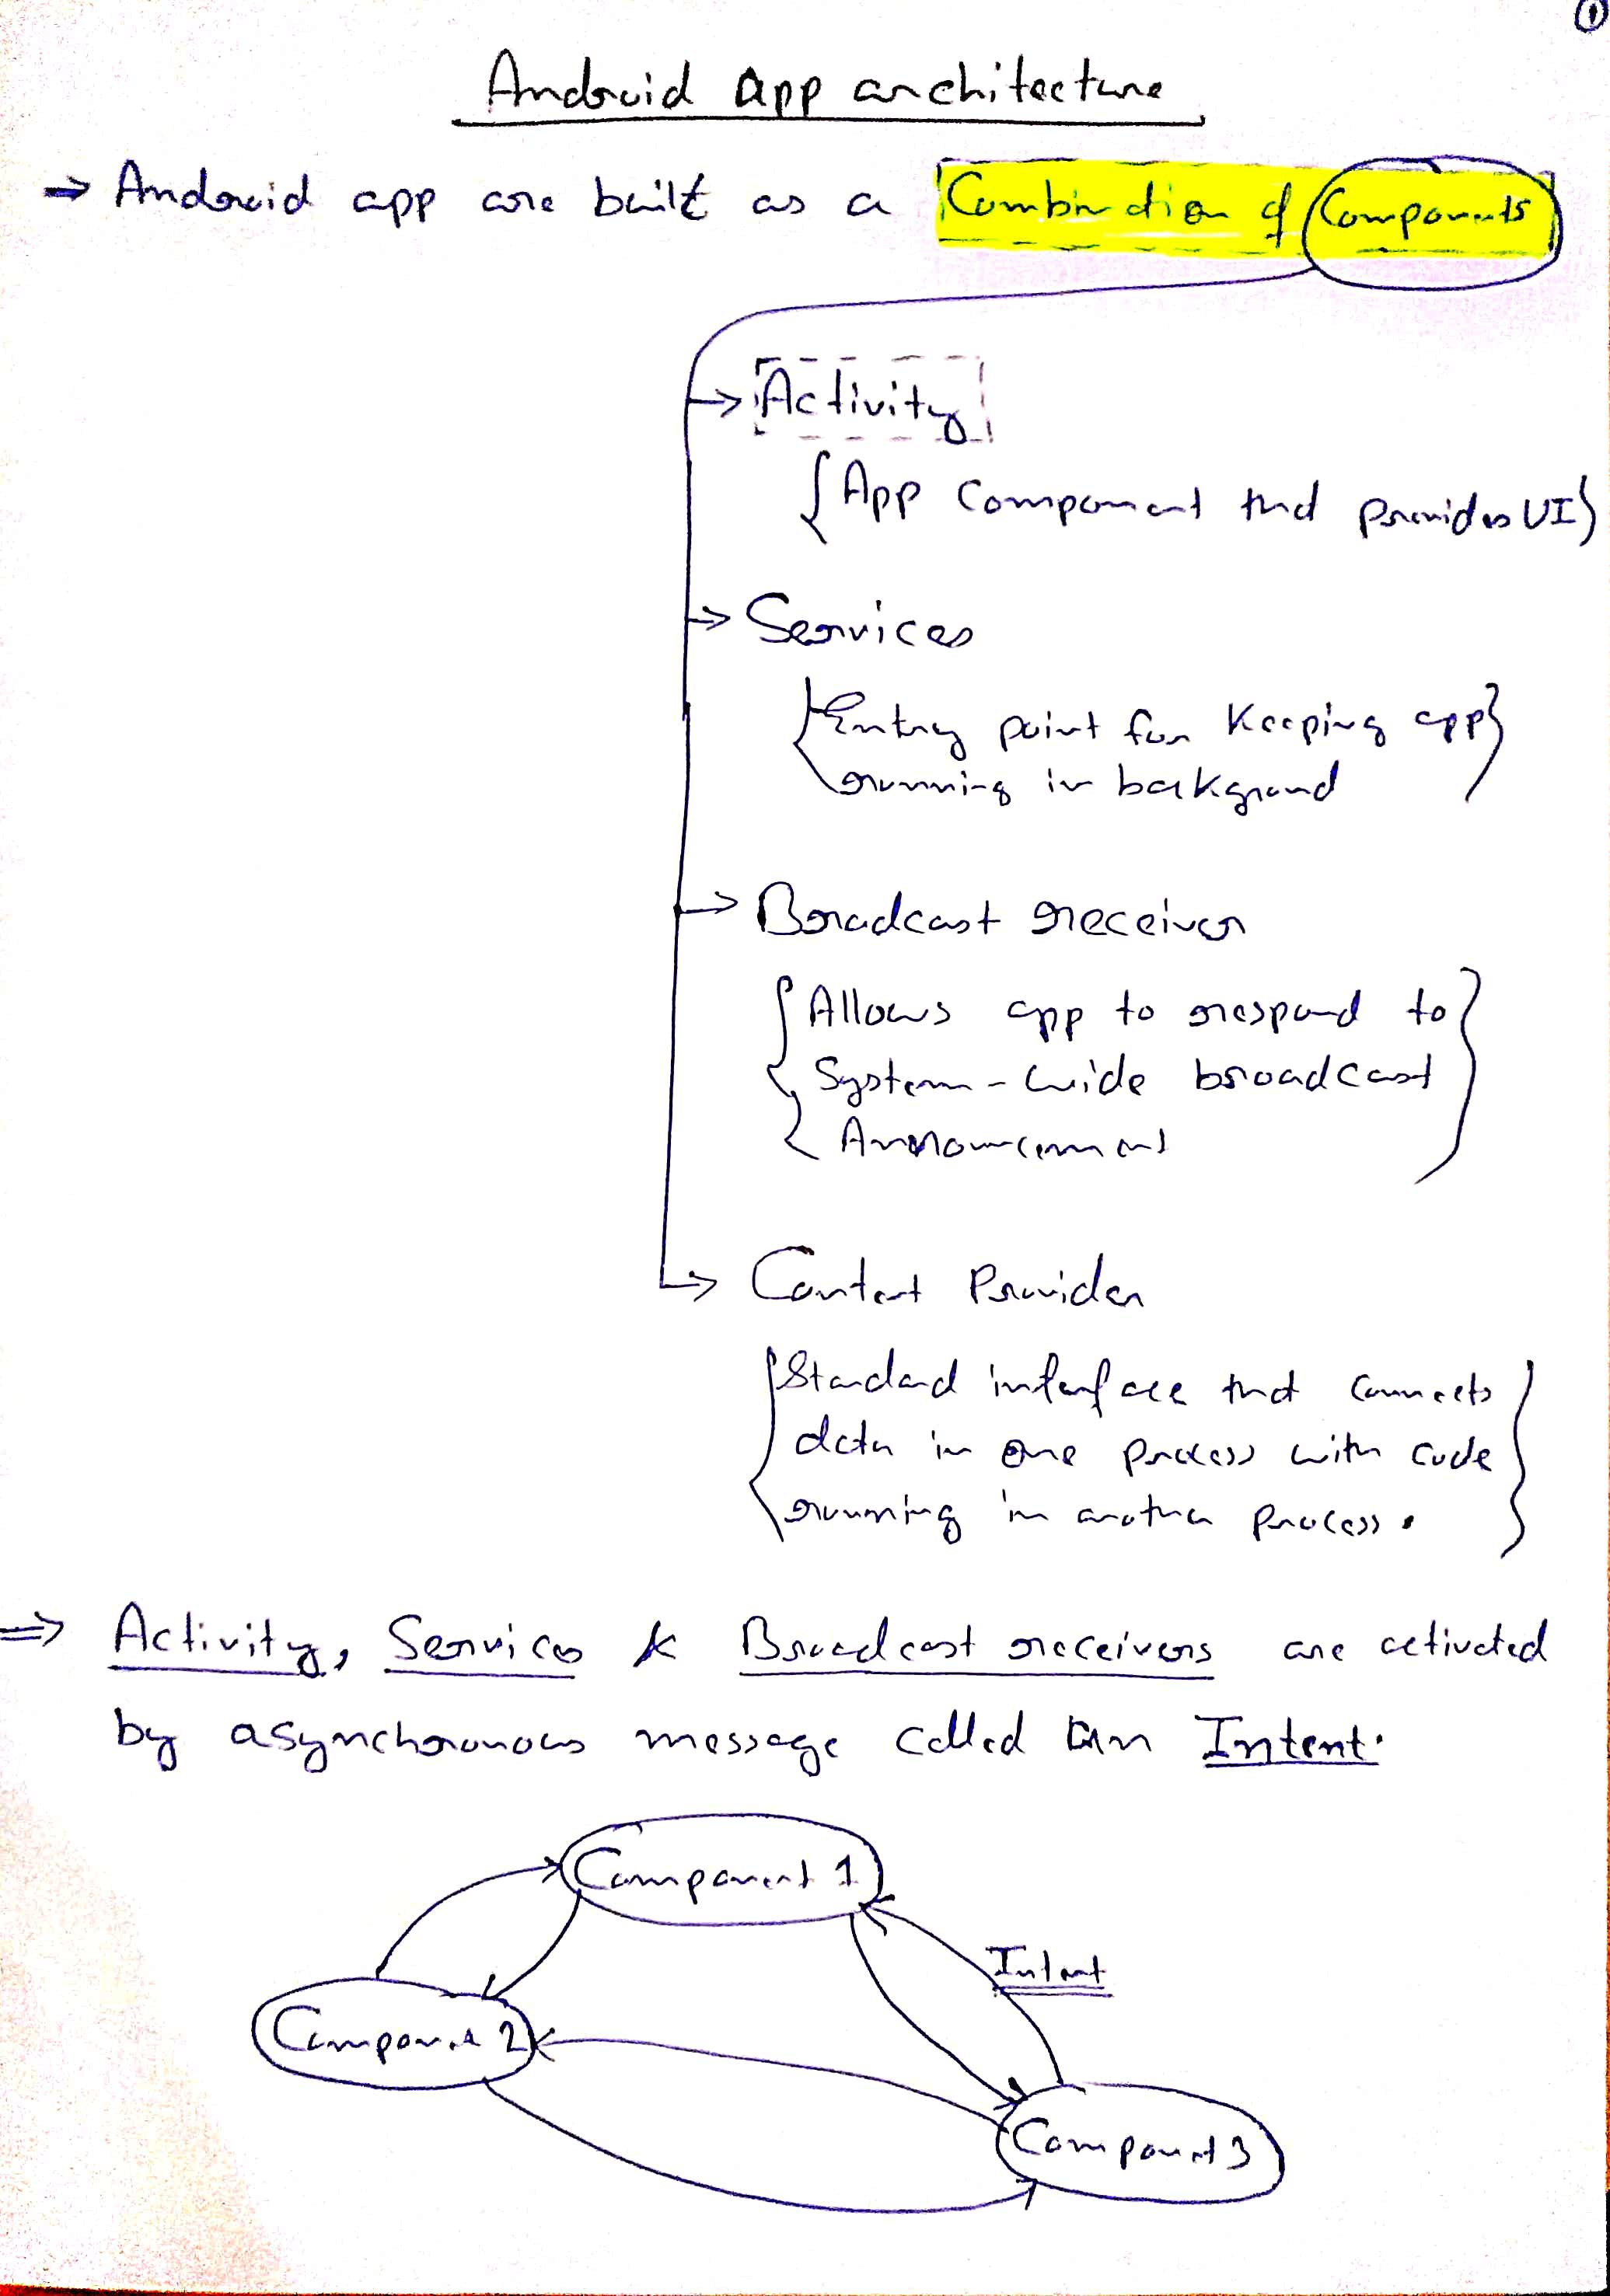 ①
Android app architecture
→ Android app are built as a Combination of Components
→ Activity
{App Component that provides UI}
→ Services
{Entry point for Keeping app
running in backgrond}
→ Broadcast receiver
{Allows app to respond to
System-wide broadcast
Announcement}
→ Content Provider
{Standard interface that connects
data in one process with code
running in another process.}
⇒ Activity, Services & Broadcast receivers are activated
by asynchronous message called an Intent.
Component 1
Intent
Component 2
Component 3